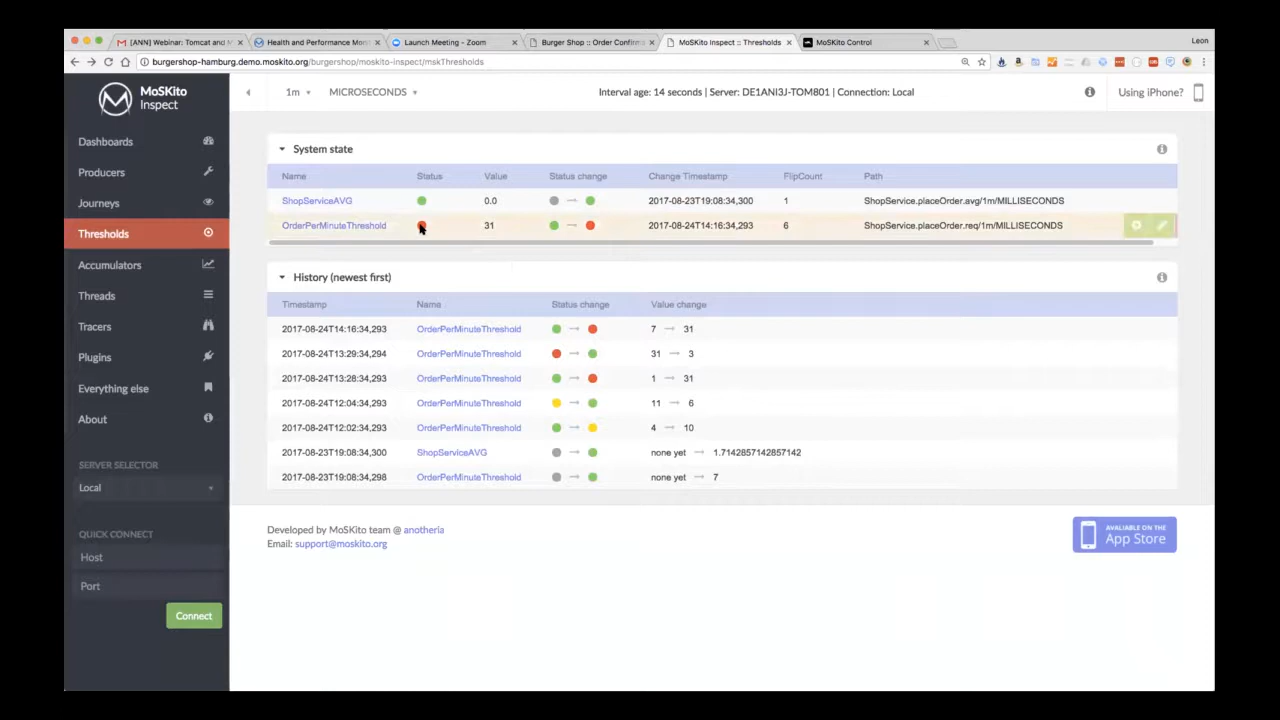 [ANN] Webinar: Tomcat and M
Health and Performance Mon
Launch Meeting - Zoom
Burger Shop :: Order Confirm
MoSKito Inspect :: Thresholds
MoSKito Control
Leon
burgershop-hamburg.demo.moskito.org/burgershop/moskito-inspect/mskThresholds
MoSKito
Inspect
1m
MICROSECONDS
Interval age: 14 seconds | Server: DE1ANI3J-TOM801 | Connection: Local
Using iPhone?
Dashboards
Producers
Journeys
Thresholds
Accumulators
Threads
Tracers
Plugins
Everything else
About
SERVER SELECTOR
Local
QUICK CONNECT
Host
Port
Connect
System state
Name Status Value Status change Change Timestamp FlipCount Path
ShopServiceAVG 0.0 2017-08-23T19:08:34,300 1 ShopService.placeOrder.avg/1m/MILLISECONDS
OrderPerMinuteThreshold 31 2017-08-24T14:16:34,293 6 ShopService.placeOrder.req/1m/MILLISECONDS
History (newest first)
Timestamp Name Status change Value change
2017-08-24T14:16:34,293 OrderPerMinuteThreshold 7 → 31
2017-08-24T13:29:34,294 OrderPerMinuteThreshold 31 → 3
2017-08-24T13:28:34,293 OrderPerMinuteThreshold 1 → 31
2017-08-24T12:04:34,293 OrderPerMinuteThreshold 11 → 6
2017-08-24T12:02:34,293 OrderPerMinuteThreshold 4 → 10
2017-08-23T19:08:34,300 ShopServiceAVG none yet → 1.7142857142857142
2017-08-23T19:08:34,298 OrderPerMinuteThreshold none yet → 7
Developed by MoSKito team @ anotheria
Email: support@moskito.org
AVALIABLE ON THE
App Store